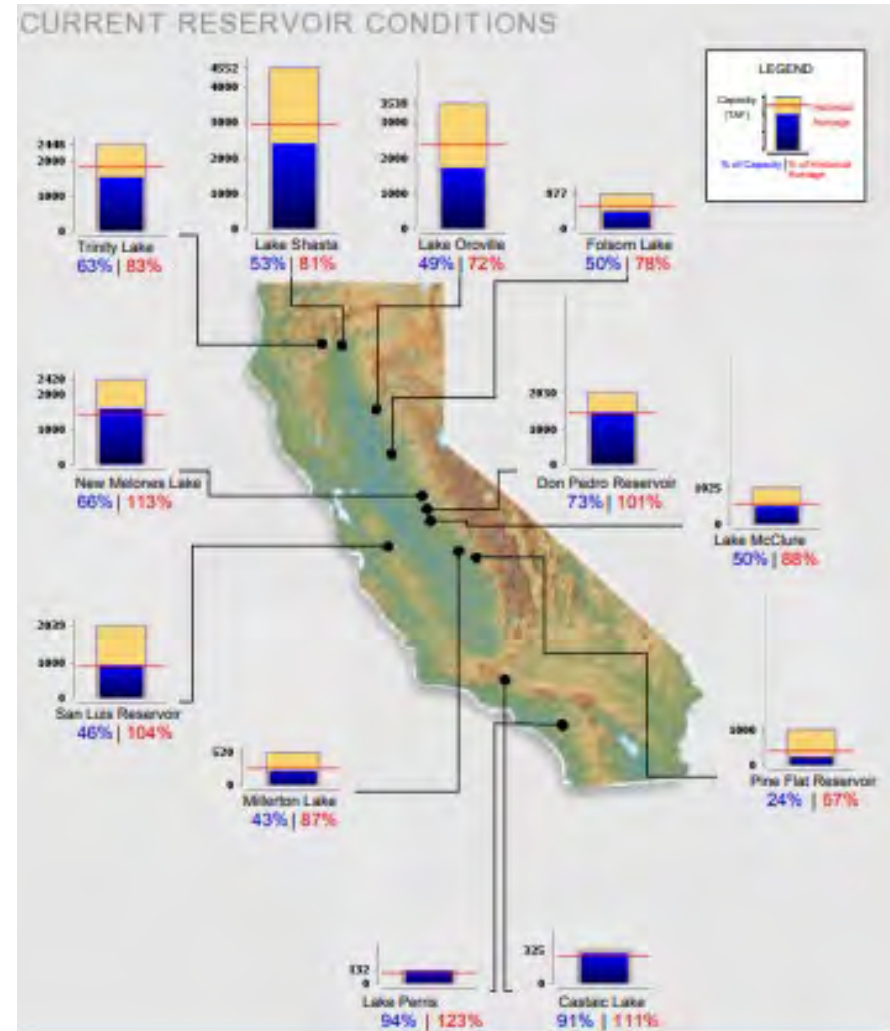 CURRENT RESERVOIR CONDITIONS
LEGEND
Capacity
(TAF)
Historical
Average
% of Capacity | % of Historical
Average
4552
4000
3000
2000
1000
0
Lake Shasta
53% | 81%
3538
3000
2000
1000
0
Lake Oroville
49% | 72%
2448
2000
1000
0
Trinity Lake
63% | 83%
977
0
Folsom Lake
50% | 78%
2420
2000
1000
0
New Melones Lake
66% | 113%
2030
1000
0
Don Pedro Reservoir
73% | 101%
1025
0
Lake McClure
50% | 88%
2039
1000
0
San Luis Reservoir
46% | 104%
520
0
Millerton Lake
43% | 87%
1000
0
Pine Flat Reservoir
24% |
0
Lake Perris
94% | 123%
325
0
Castaic Lake
91% | 111%